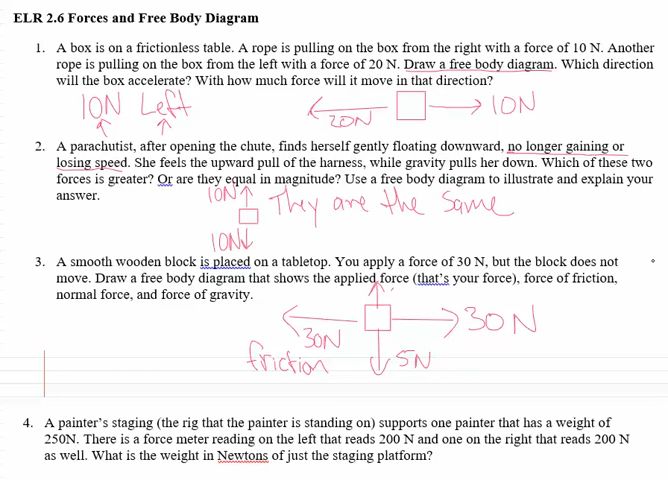 ELR 2.6 Forces and Free Body Diagram
1. A box is on a frictionless table. A rope is pulling on the box from the right with a force of 10 N. Another
rope is pulling on the box from the left with a force of 20 N. Draw a free body diagram. Which direction
will the box accelerate? With how much force will it move in that direction?
10N Left
20N
10N
2. A parachutist, after opening the chute, finds herself gently floating downward, no longer gaining or
losing speed. She feels the upward pull of the harness, while gravity pulls her down. Which of these two
forces is greater? Or are they equal in magnitude? Use a free body diagram to illustrate and explain your
answer.
10N
They are the same
10N
3. A smooth wooden block is placed on a tabletop. You apply a force of 30 N, but the block does not
move. Draw a free body diagram that shows the applied force (that's your force), force of friction,
normal force, and force of gravity.
30N
30N
friction
5N
4. A painter's staging (the rig that the painter is standing on) supports one painter that has a weight of
250N. There is a force meter reading on the left that reads 200 N and one on the right that reads 200 N
as well. What is the weight in Newtons of just the staging platform?